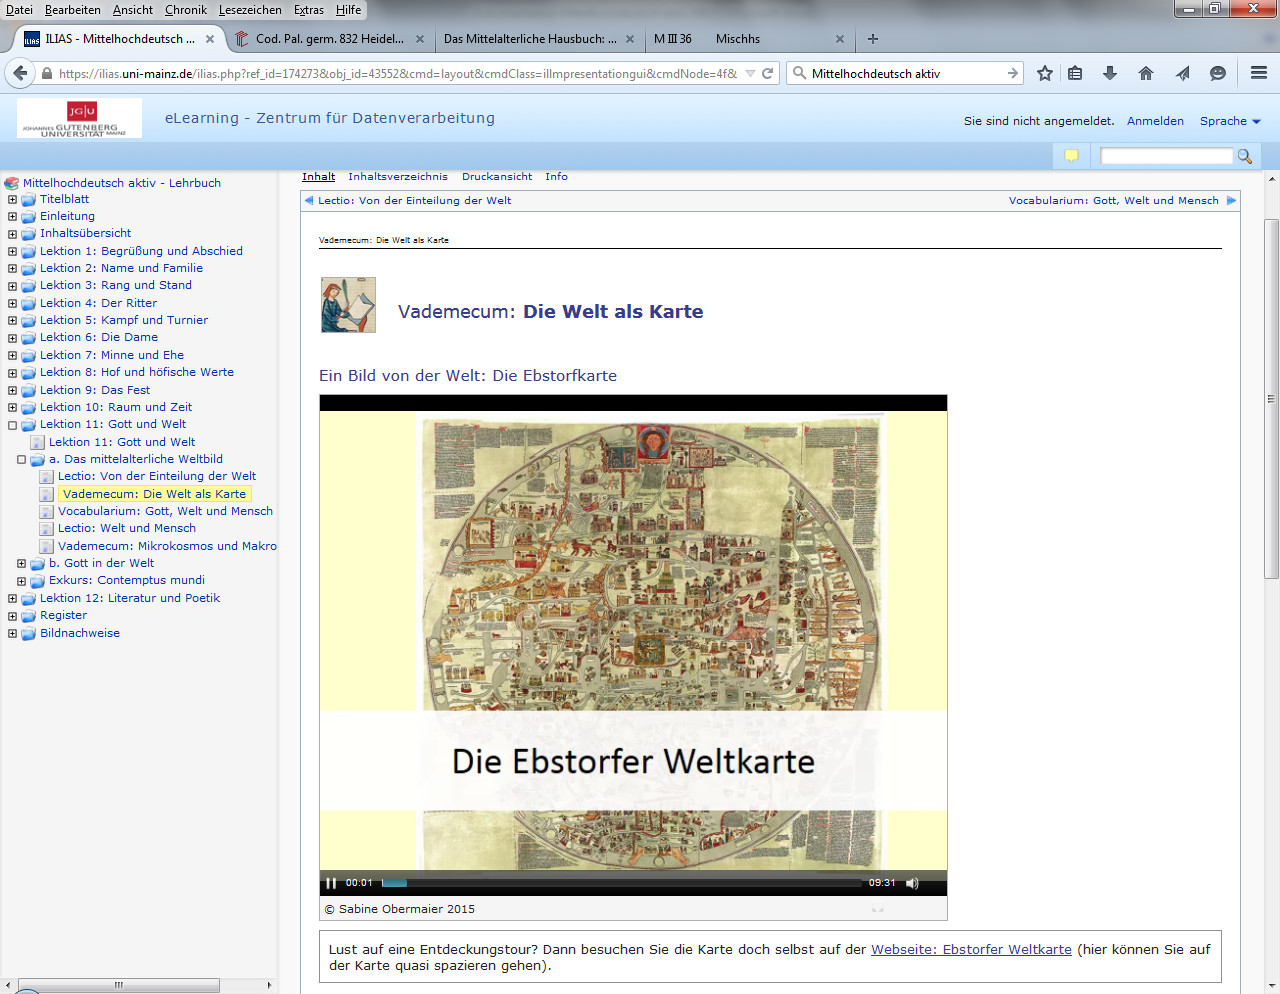 Datei Bearbeiten Ansicht Chronik Lesezeichen Extras Hilfe
ILIAS - Mittelhochdeutsch ...
Cod. Pal. germ. 832 Heidel...
Das Mittelalterliche Hausbuch: ...
M III 36 Mischhs
https://ilias.uni-mainz.de/ilias.php?ref_id=174273&obj_id=43552&cmd=layout&cmdClass=illmpresentationgui&cmdNode=4f&
Mittelhochdeutsch aktiv
JG|U
JOHANNES GUTENBERG
UNIVERSITÄT MAINZ
eLearning - Zentrum für Datenverarbeitung
Sie sind nicht angemeldet. Anmelden Sprache
Mittelhochdeutsch aktiv - Lehrbuch
Titelblatt
Einleitung
Inhaltsübersicht
Lektion 1: Begrüßung und Abschied
Lektion 2: Name und Familie
Lektion 3: Rang und Stand
Lektion 4: Der Ritter
Lektion 5: Kampf und Turnier
Lektion 6: Die Dame
Lektion 7: Minne und Ehe
Lektion 8: Hof und höfische Werte
Lektion 9: Das Fest
Lektion 10: Raum und Zeit
Lektion 11: Gott und Welt
Lektion 11: Gott und Welt
a. Das mittelalterliche Weltbild
Lectio: Von der Einteilung der Welt
Vademecum: Die Welt als Karte
Vocabularium: Gott, Welt und Mensch
Lectio: Welt und Mensch
Vademecum: Mikrokosmos und Makro
b. Gott in der Welt
Exkurs: Contemptus mundi
Lektion 12: Literatur und Poetik
Register
Bildnachweise
Inhalt Inhaltsverzeichnis Druckansicht Info
Lectio: Von der Einteilung der Welt
Vocabularium: Gott, Welt und Mensch
Vademecum: Die Welt als Karte
Vademecum: Die Welt als Karte
Ein Bild von der Welt: Die Ebstorfkarte
Die Ebstorfer Weltkarte
00:01 09:31
© Sabine Obermaier 2015
Lust auf eine Entdeckungstour? Dann besuchen Sie die Karte doch selbst auf der Webseite: Ebstorfer Weltkarte (hier können Sie auf
der Karte quasi spazieren gehen).